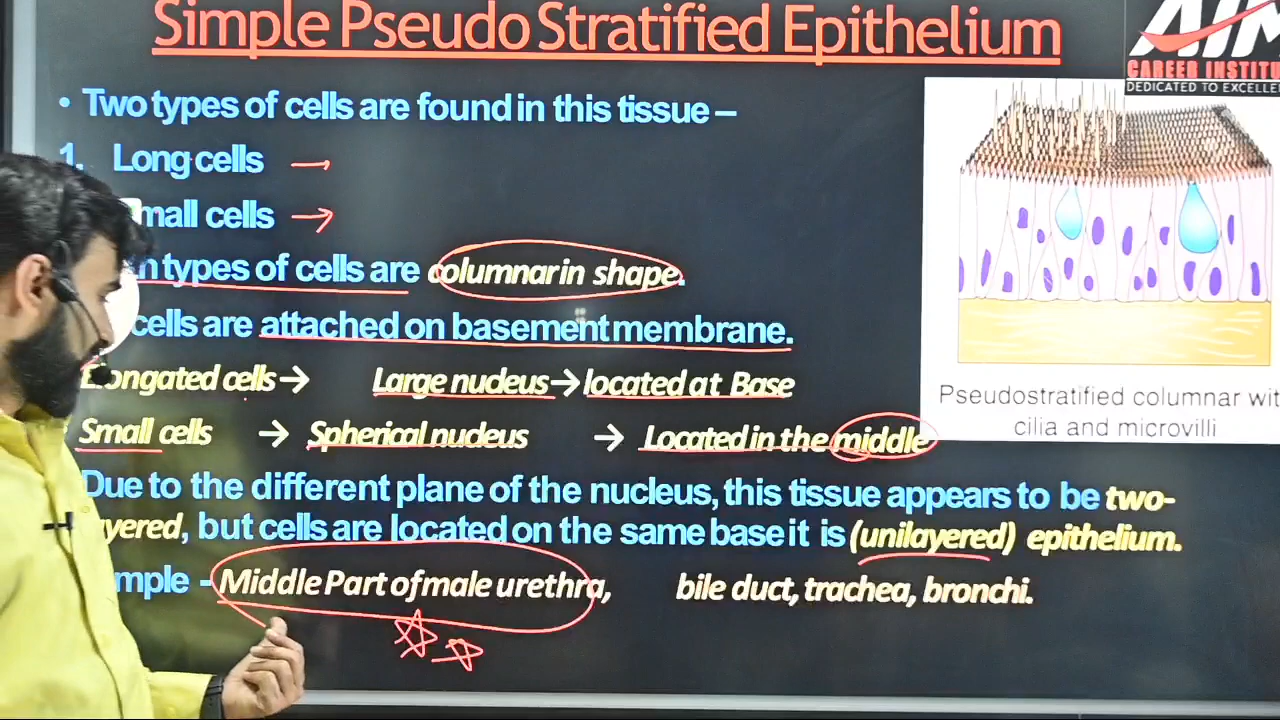 Simple Pseudo Stratified Epithelium
AIM
CAREER INSTITU
DEDICATED TO EXCELLE
• Two types of cells are found in this tissue –
1. Long cells →
mall cells →
types of cells are columnar in shape.
cells are attached on basement membrane.
Elongated cells → Large nucleus → located at Base
Small cells → Spherical nucleus → Located in the middle
Due to the different plane of the nucleus, this tissue appears to be two-
yered, but cells are located on the same base it is (unilayered) epithelium.
mple - Middle Part of male urethra, bile duct, trachea, bronchi.
Pseudostratified columnar wit
cilia and microvilli